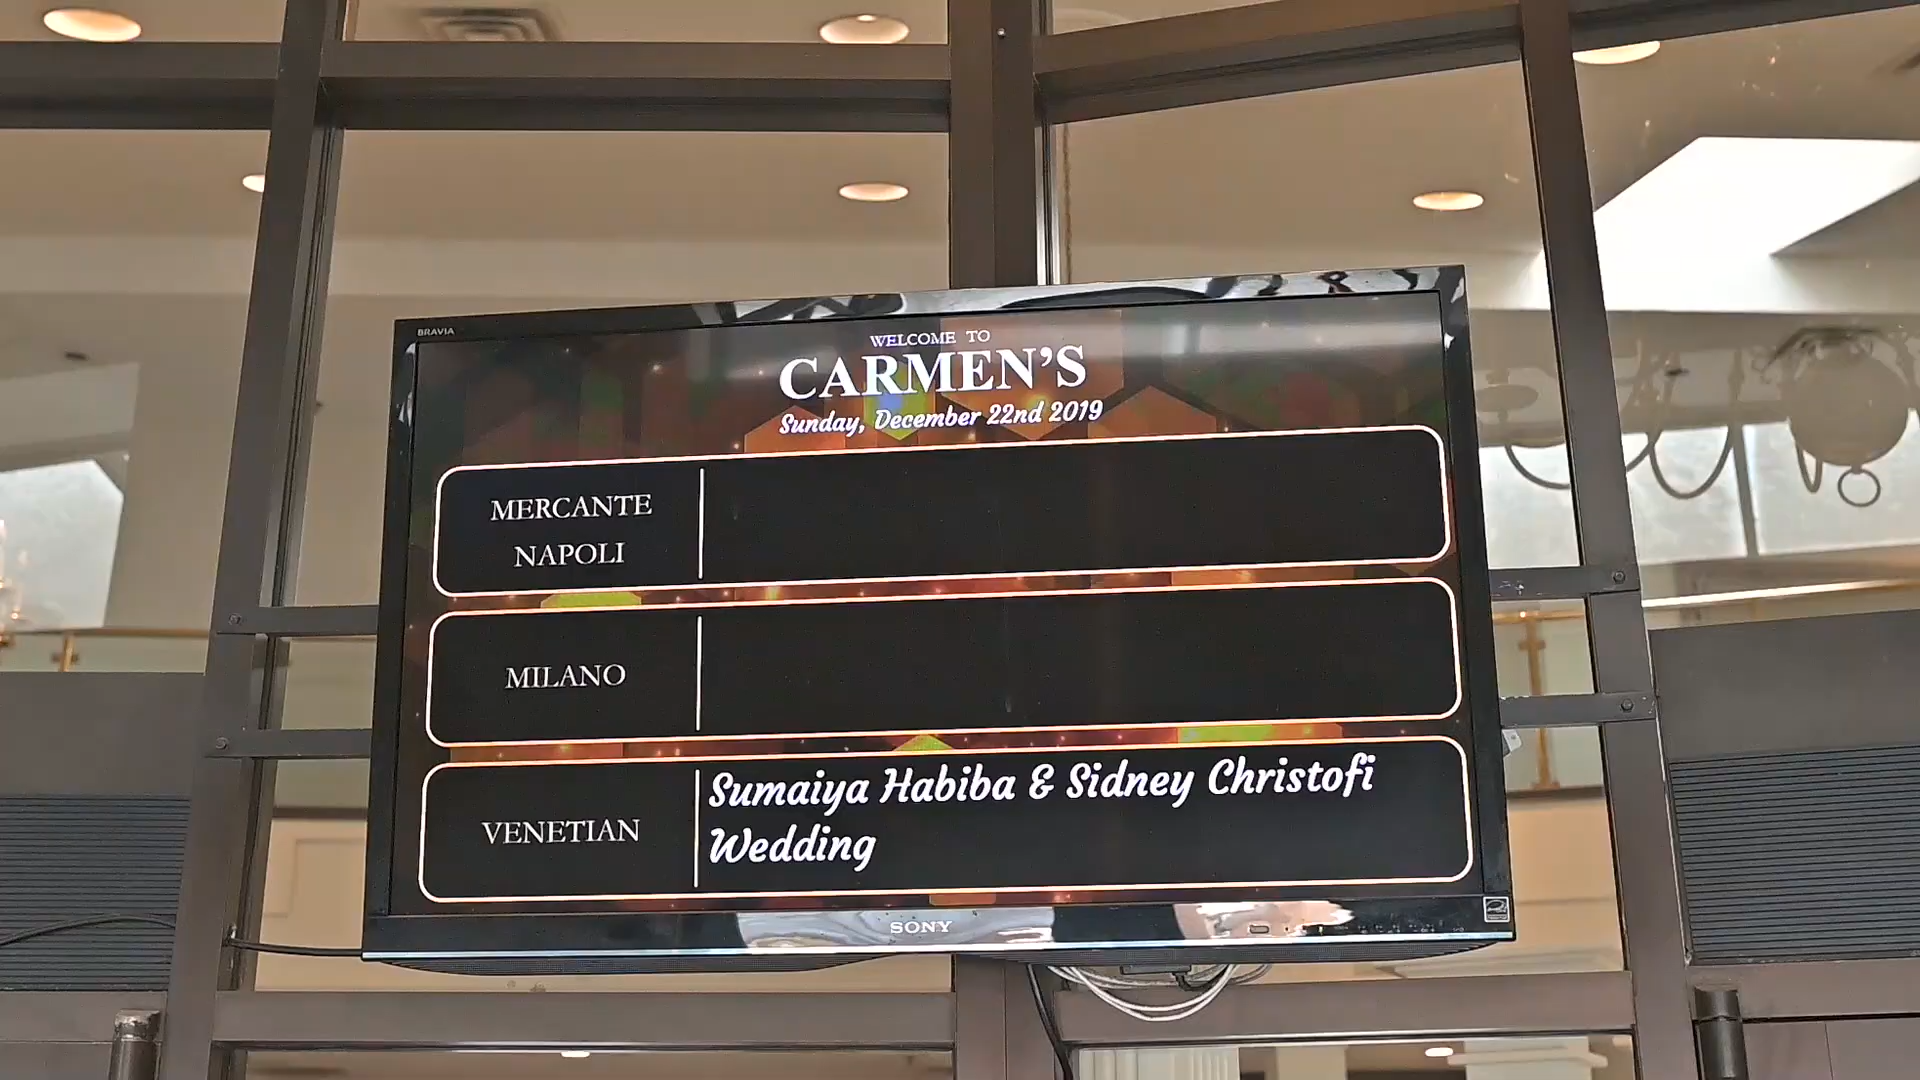 BRAVIA
WELCOME TO
CARMEN'S
Sunday, December 22nd 2019
MERCANTE
NAPOLI
MILANO
VENETIAN
Sumaiya Habiba & Sidney Christofi
Wedding
SONY